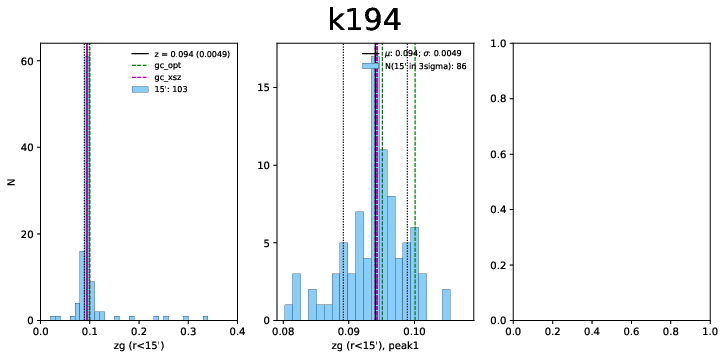 k194
z = 0.094 (0.0049)
gc_opt
gc_xsz
15': 103
N
60
40
20
0
0.0 0.1 0.2 0.3 0.4
zg (r<15')
μ: 0.094; σ: 0.0049
N(15' in 3sigma): 86
15
10
5
0
0.08 0.09 0.10
zg (r<15'), peak1
1.0
0.8
0.6
0.4
0.2
0.0
0.0 0.2 0.4 0.6 0.8 1.0